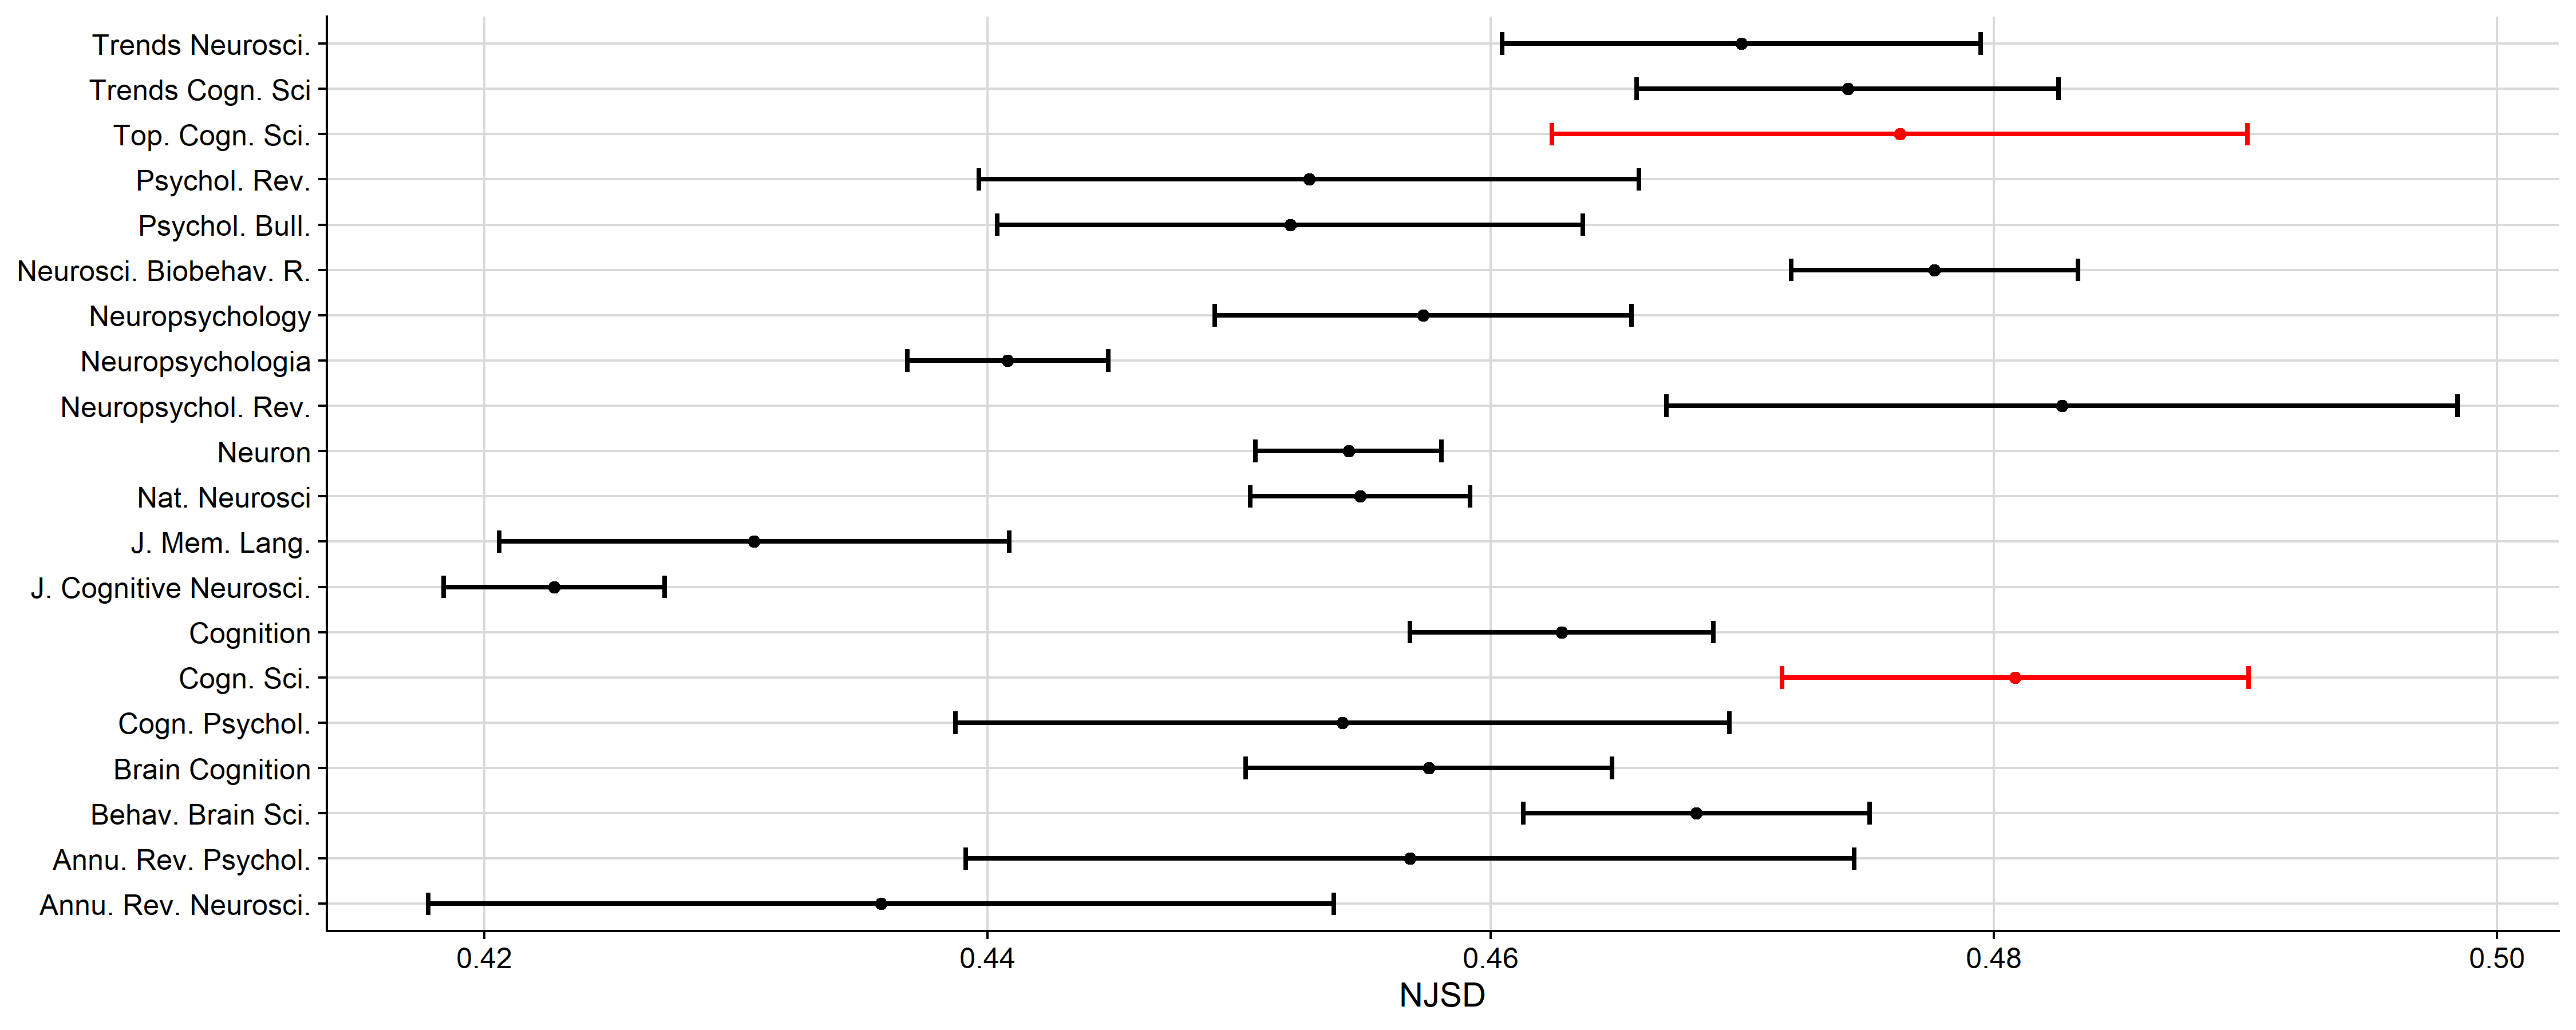 Trends Neurosci.
Trends Cogn. Sci
Top. Cogn. Sci.
Psychol. Rev.
Psychol. Bull.
Neurosci. Biobehav. R.
Neuropsychology
Neuropsychologia
Neuropsychol. Rev.
Neuron
Nat. Neurosci
J. Mem. Lang.
J. Cognitive Neurosci.
Cognition
Cogn. Sci.
Cogn. Psychol.
Brain Cognition
Behav. Brain Sci.
Annu. Rev. Psychol.
Annu. Rev. Neurosci.
0.42 0.44 0.46 0.48 0.50
NJSD